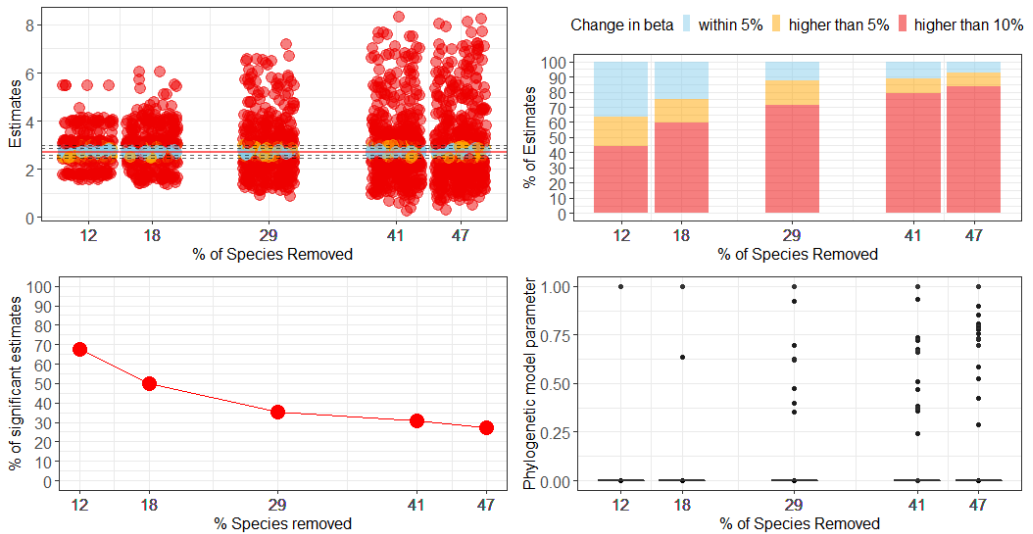 Estimates
8
6
4
2
0
12 18 29 41 47
% of Species Removed
Change in beta within 5% higher than 5% higher than 10%
% of Estimates
100
90
80
70
60
50
40
30
20
10
0
12 18 29 41 47
% of Species Removed
% of significant estimates
100
90
80
70
60
50
40
30
20
10
0
12 18 29 41 47
% Species removed
Phylogenetic model parameter
1.00
0.75
0.50
0.25
0.00
12 18 29 41 47
% of Species Removed